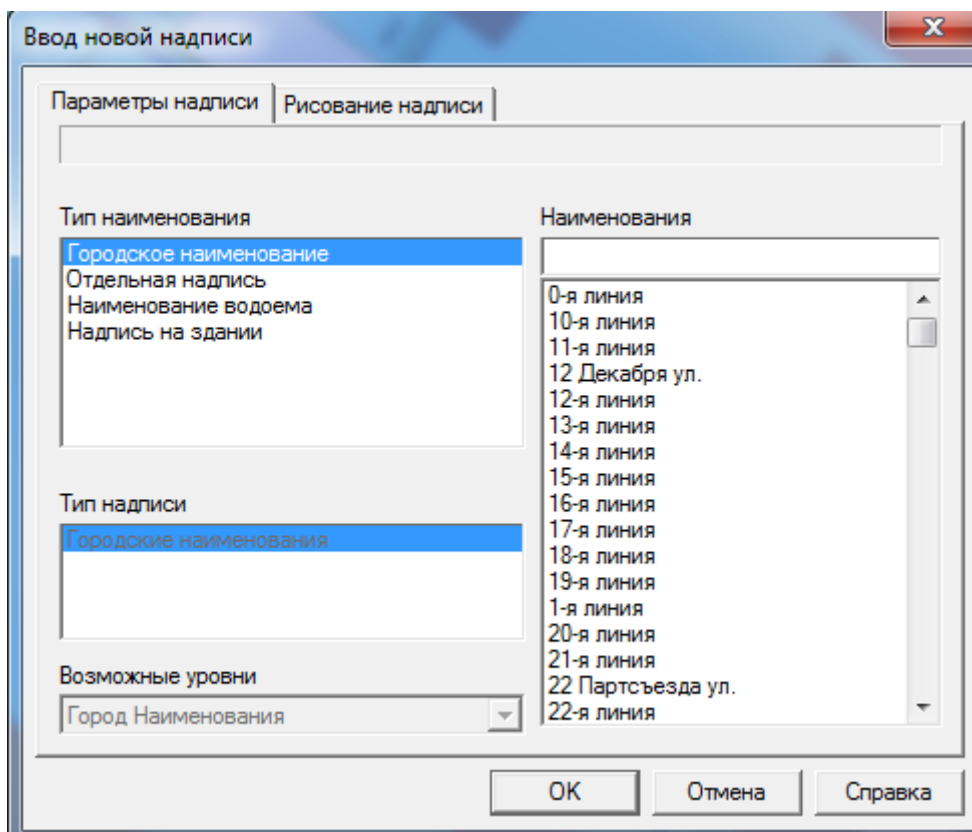 Ввод новой надписи
Параметры надписи
Рисование надписи
Тип наименования
Городское наименование
Отдельная надпись
Наименование водоема
Надпись на здании
Тип надписи
Городские наименования
Возможные уровни
Город Наименования
Наименования
0-я линия
10-я линия
11-я линия
12 Декабря ул.
12-я линия
13-я линия
14-я линия
15-я линия
16-я линия
17-я линия
18-я линия
19-я линия
1-я линия
20-я линия
21-я линия
22 Партсъезда ул.
22-я линия
OK
Отмена
Справка